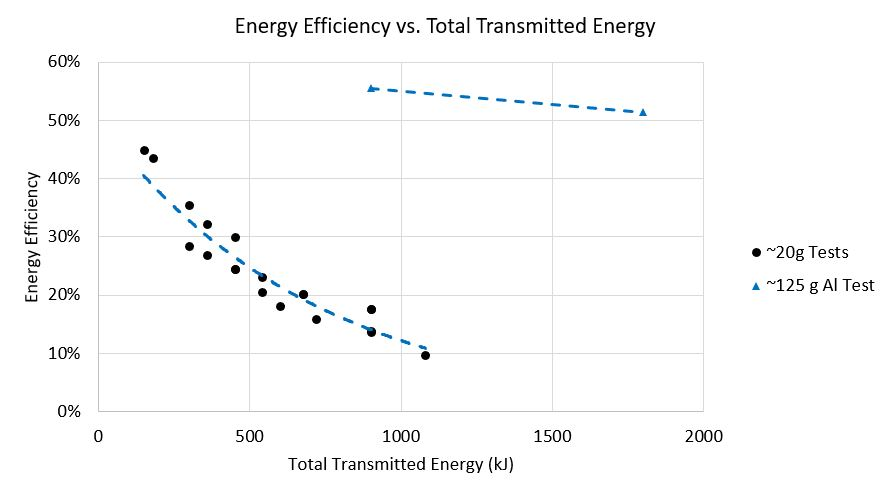 Energy Efficiency vs. Total Transmitted Energy
60%
50%
40%
30%
20%
10%
0%
Energy Efficiency
0 500 1000 1500 2000
Total Transmitted Energy (kJ)
~20g Tests
~125 g Al Test